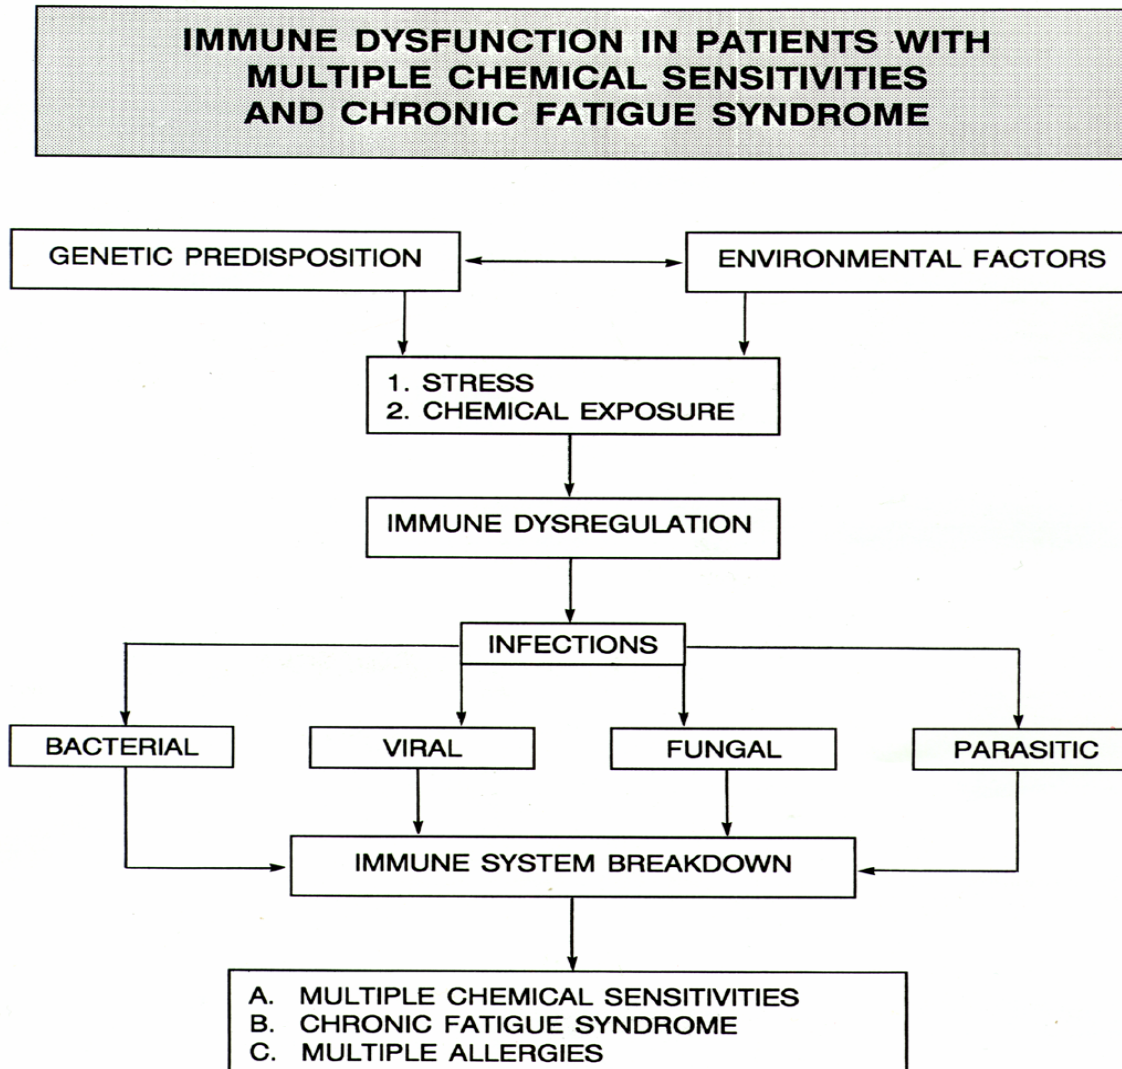 IMMUNE DYSFUNCTION IN PATIENTS WITH
MULTIPLE CHEMICAL SENSITIVITIES
AND CHRONIC FATIGUE SYNDROME
GENETIC PREDISPOSITION
ENVIRONMENTAL FACTORS
1. STRESS
2. CHEMICAL EXPOSURE
IMMUNE DYSREGULATION
INFECTIONS
BACTERIAL
VIRAL
FUNGAL
PARASITIC
IMMUNE SYSTEM BREAKDOWN
A. MULTIPLE CHEMICAL SENSITIVITIES
B. CHRONIC FATIGUE SYNDROME
C. MULTIPLE ALLERGIES